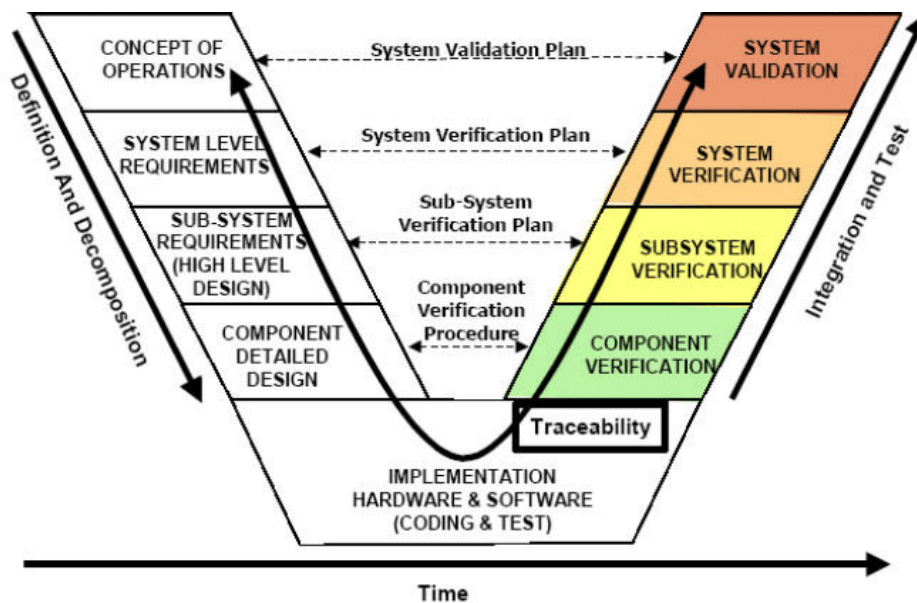 CONCEPT OF
OPERATIONS
System Validation Plan
SYSTEM
VALIDATION
Definition And Decomposition
SYSTEM LEVEL
REQUIREMENTS
System Verification Plan
SYSTEM
VERIFICATION
Integration and Test
SUB-SYSTEM
REQUIREMENTS
(HIGH LEVEL
DESIGN)
Sub-System
Verification Plan
SUBSYSTEM
VERIFICATION
COMPONENT
DETAILED
DESIGN
Component
Verification
Procedure
COMPONENT
VERIFICATION
Traceability
IMPLEMENTATION
HARDWARE & SOFTWARE
(CODING & TEST)
Time